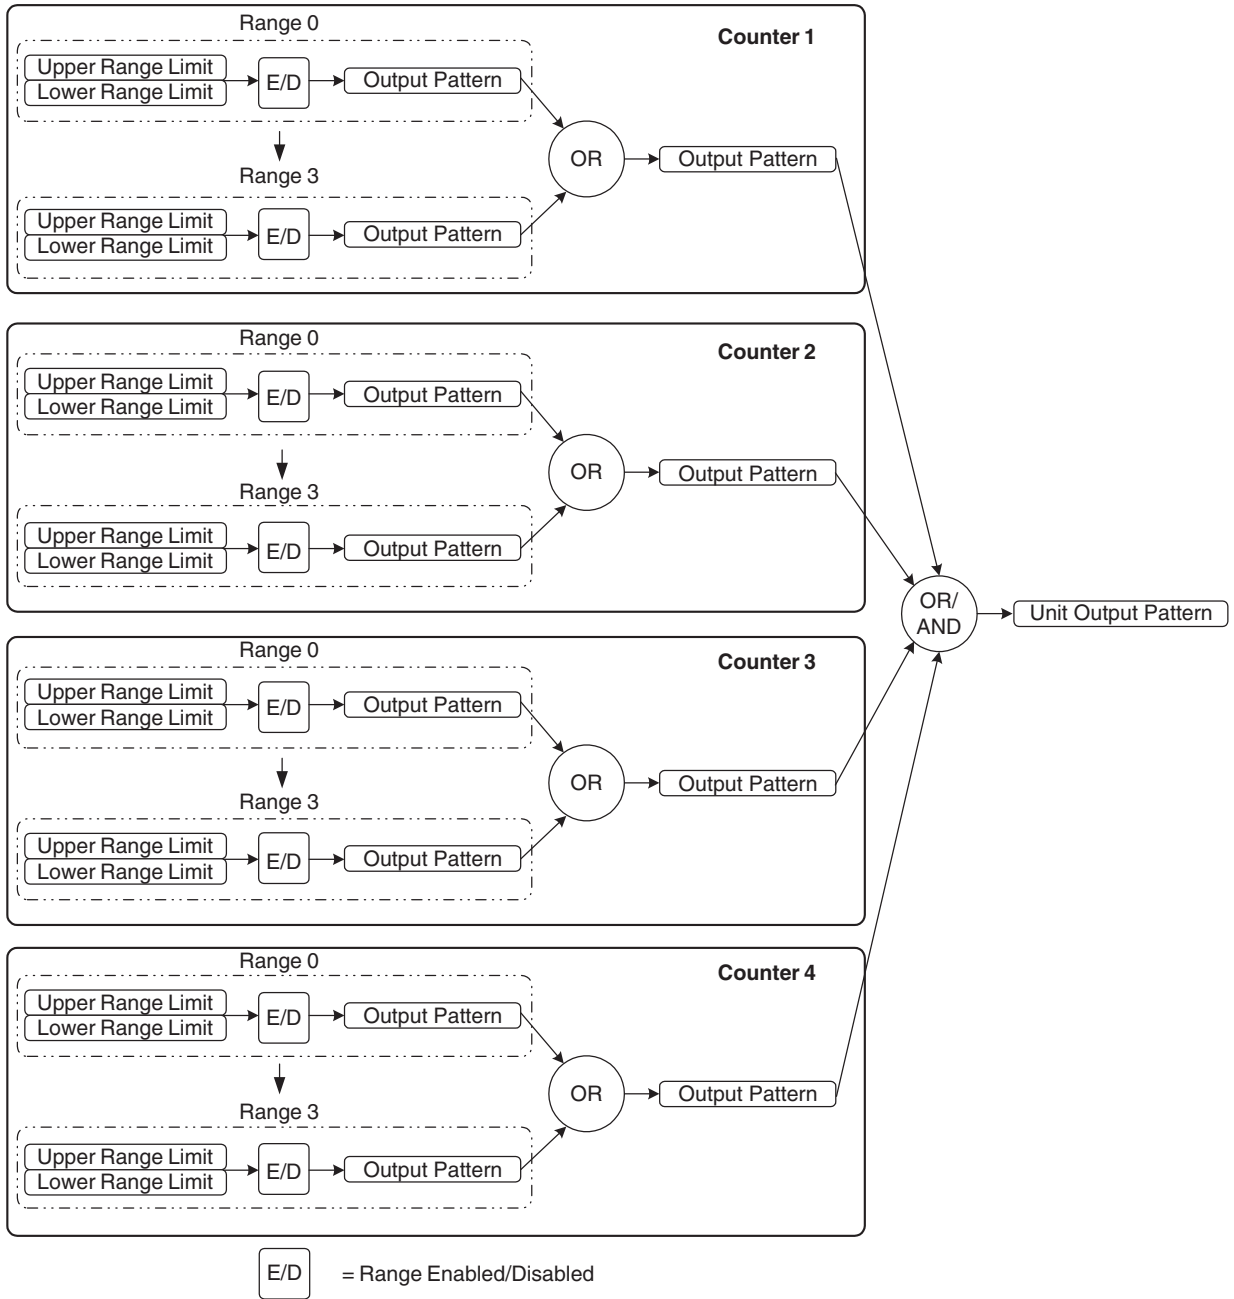 Range 0
Counter 1
Upper Range Limit
Lower Range Limit
E/D
Output Pattern
OR
Output Pattern
Range 3
Upper Range Limit
Lower Range Limit
E/D
Output Pattern
Range 0
Counter 2
Upper Range Limit
Lower Range Limit
E/D
Output Pattern
OR
Output Pattern
Range 3
Upper Range Limit
Lower Range Limit
E/D
Output Pattern
OR/
AND
Unit Output Pattern
Range 0
Counter 3
Upper Range Limit
Lower Range Limit
E/D
Output Pattern
OR
Output Pattern
Range 3
Upper Range Limit
Lower Range Limit
E/D
Output Pattern
Range 0
Counter 4
Upper Range Limit
Lower Range Limit
E/D
Output Pattern
OR
Output Pattern
Range 3
Upper Range Limit
Lower Range Limit
E/D
Output Pattern
E/D
= Range Enabled/Disabled